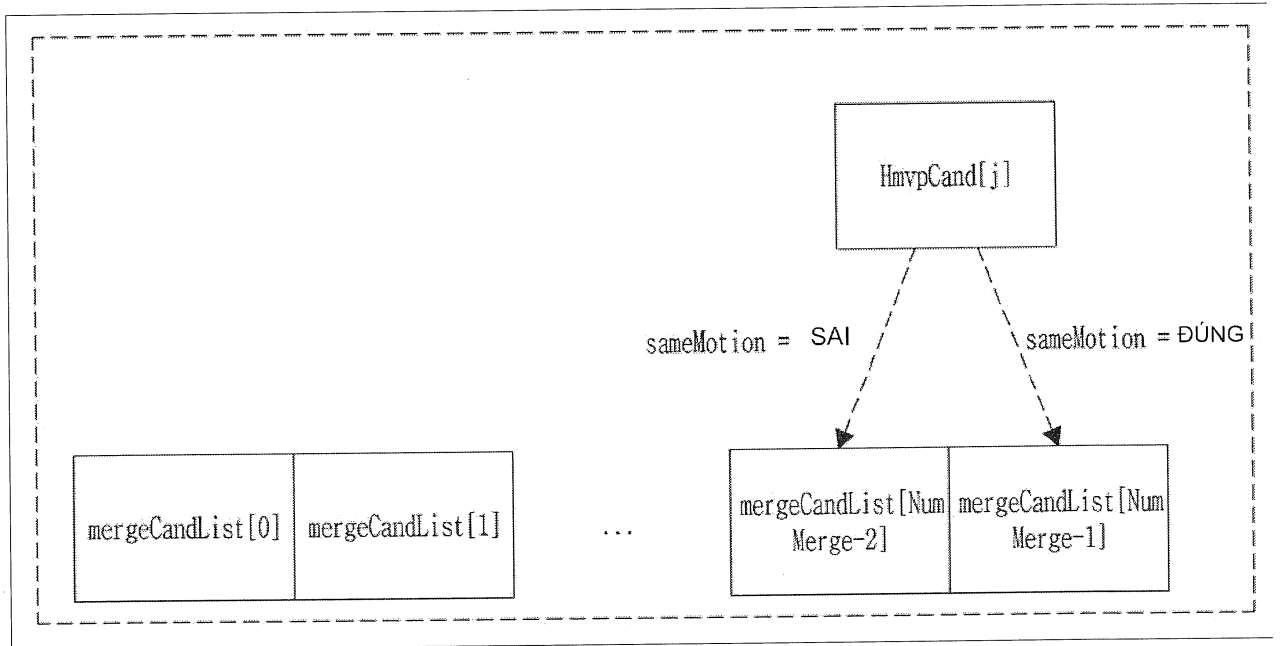 HmvpCand[j]
sameMotion = SAI
sameMotion = ĐÚNG
mergeCandList[0]
mergeCandList[1]
...
mergeCandList[Num
Merge-2]
mergeCandList[Num
Merge-1]